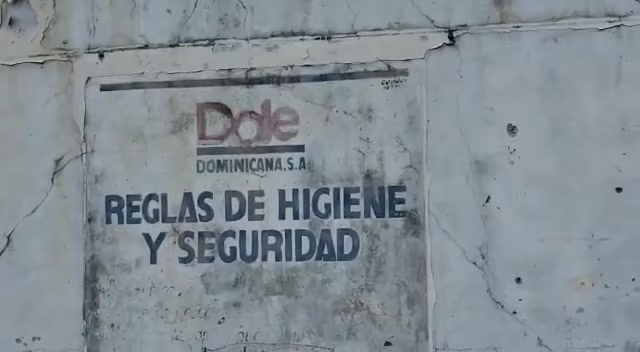 Dole
DOMINICANA, S.A.
REGLAS DE HIGIENE
Y SEGURIDAD